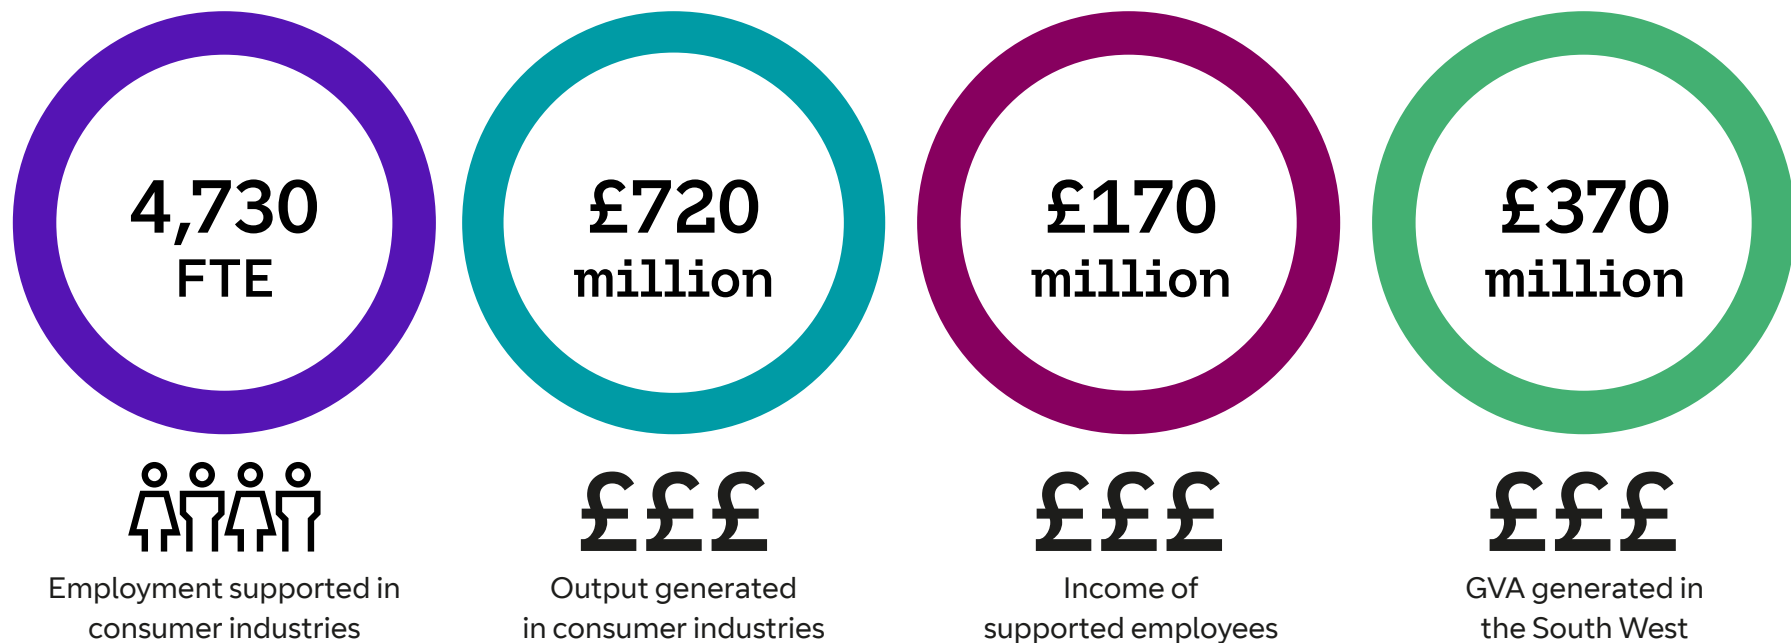 4,730
FTE
£720
million
£170
million
£370
million
£££
£££
£££
Employment supported in
consumer industries
Output generated
in consumer industries
Income of
supported employees
GVA generated in
the South West